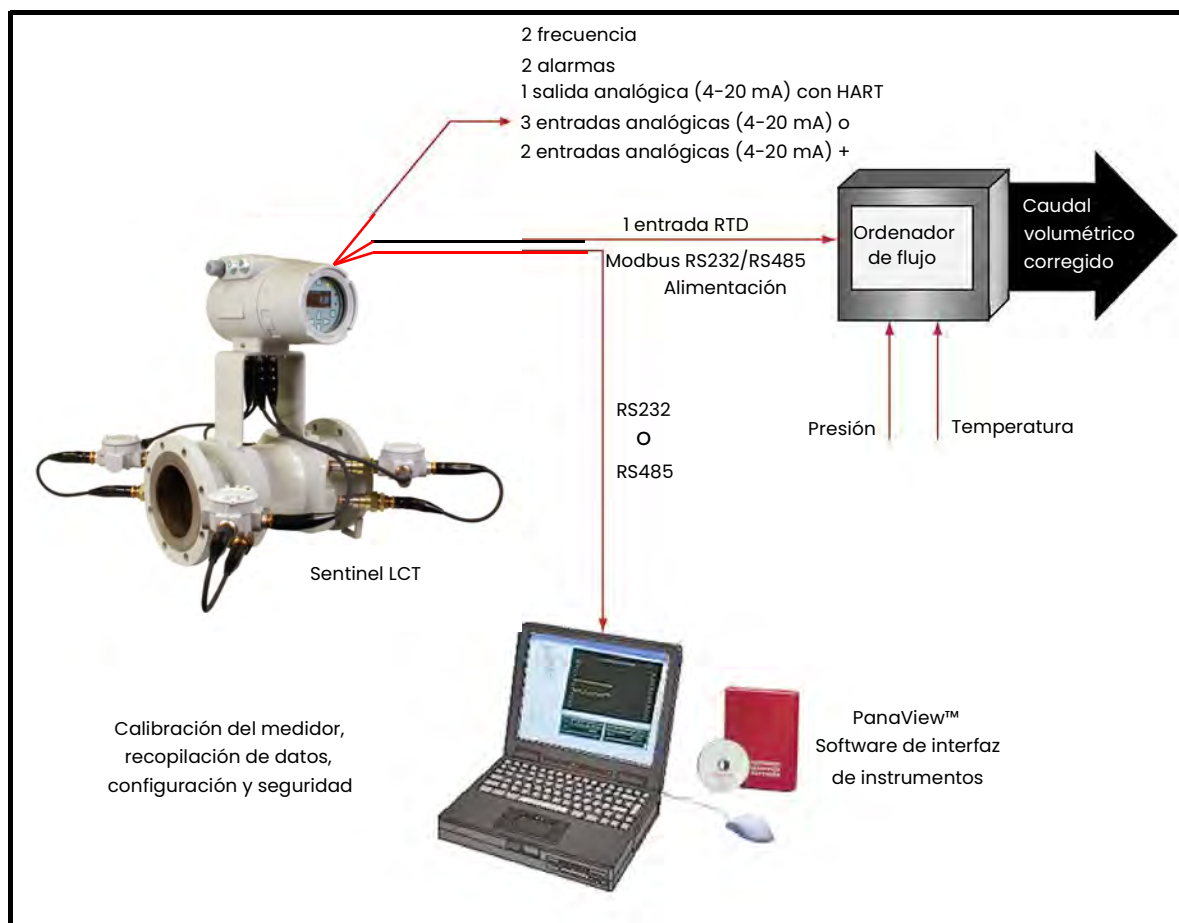 2 frecuencia
2 alarmas
1 salida analógica (4-20 mA) con HART
3 entradas analógicas (4-20 mA) o
2 entradas analógicas (4-20 mA) +
1 entrada RTD
Modbus RS232/RS485
Alimentación
Ordenador
de flujo
Caudal
volumétrico
corregido
Presión
Temperatura
RS232
O
RS485
Sentinel LCT
Calibración del medidor,
recopilación de datos,
configuración y seguridad
PanaView™
Software de interfaz
de instrumentos